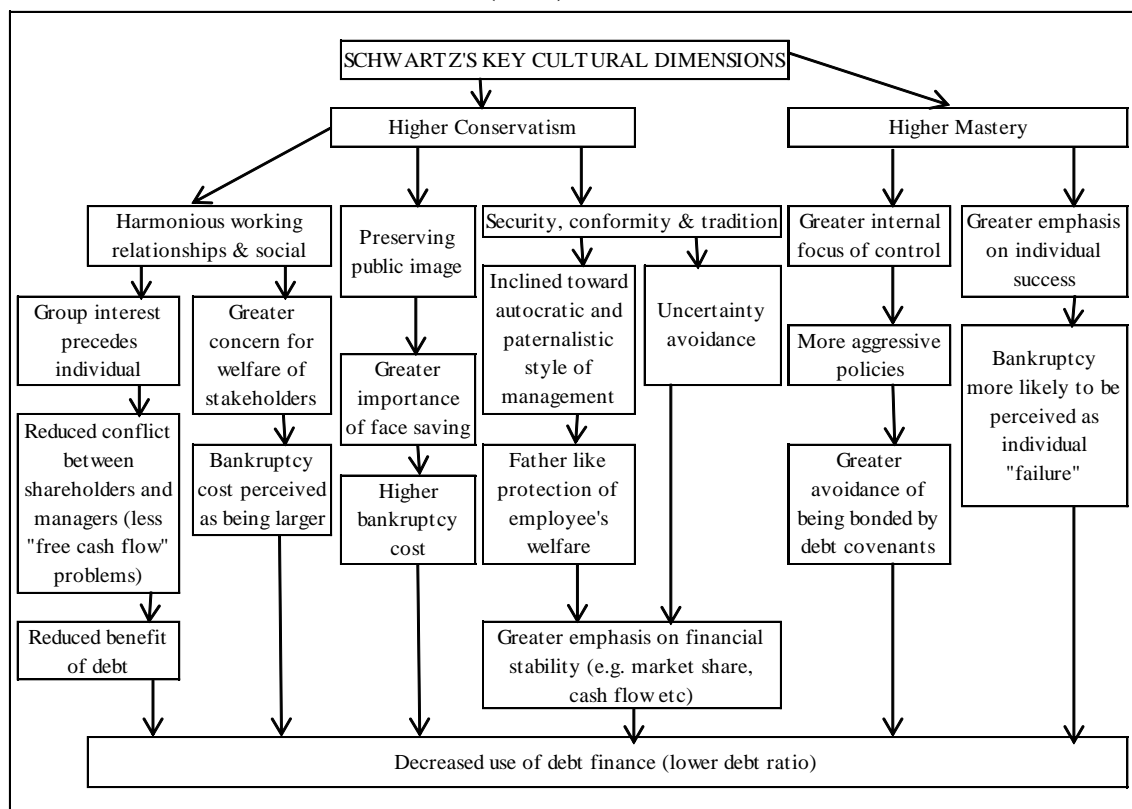 SCHWARTZ'S KEY CULTURAL DIMENSIONS
Higher Conservatism
Higher Mastery
Harmonious working
relationships & social
Preserving
public image
Security, conformity & tradition
Greater internal
focus of control
Greater emphasis
on individual
success
Group interest
precedes
individual
Greater
concern for
welfare of
stakeholders
Greater
importance
of face saving
Inclined toward
autocratic and
paternalistic
style of
management
Uncertainty
avoidance
More aggressive
policies
Bankruptcy
more likely to be
perceived as
individual
"failure"
Reduced conflict
between
shareholders and
managers (less
"free cash flow"
problems)
Bankruptcy
cost perceived
as being larger
Higher
bankruptcy
cost
Father like
protection of
employee's
welfare
Greater
avoidance of
being bonded by
debt covenants
Reduced benefit
of debt
Greater emphasis on financial
stability (e.g. market share,
cash flow etc)
Decreased use of debt finance (lower debt ratio)